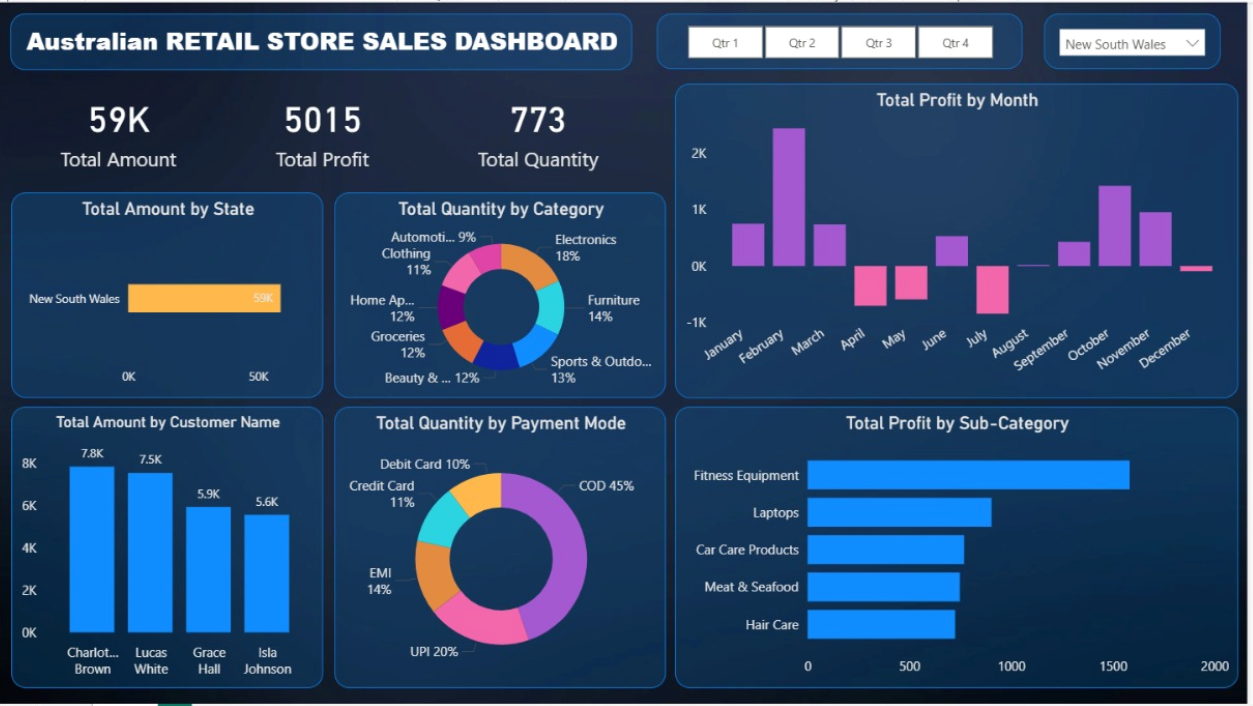 Australian RETAIL STORE SALES DASHBOARD
Qtr 1
Qtr 2
Qtr 3
Qtr 4
New South Wales
59K
Total Amount
5015
Total Profit
773
Total Quantity
Total Profit by Month
2K
1K
0K
-1K
January
February
March
April
May
June
July
August
September
October
November
December
Total Amount by State
New South Wales
59K
0K
50K
Total Quantity by Category
Automoti... 9%
Clothing
11%
Home Ap...
12%
Groceries
12%
Beauty & ... 12%
Electronics
18%
Furniture
14%
Sports & Outdo...
13%
Total Amount by Customer Name
8K
6K
4K
2K
0K
7.8K
7.5K
5.9K
5.6K
Charlot...
Brown
Lucas
White
Grace
Hall
Isla
Johnson
Total Quantity by Payment Mode
Debit Card 10%
Credit Card
11%
EMI
14%
UPI 20%
COD 45%
Total Profit by Sub-Category
Fitness Equipment
Laptops
Car Care Products
Meat & Seafood
Hair Care
0
500
1000
1500
2000